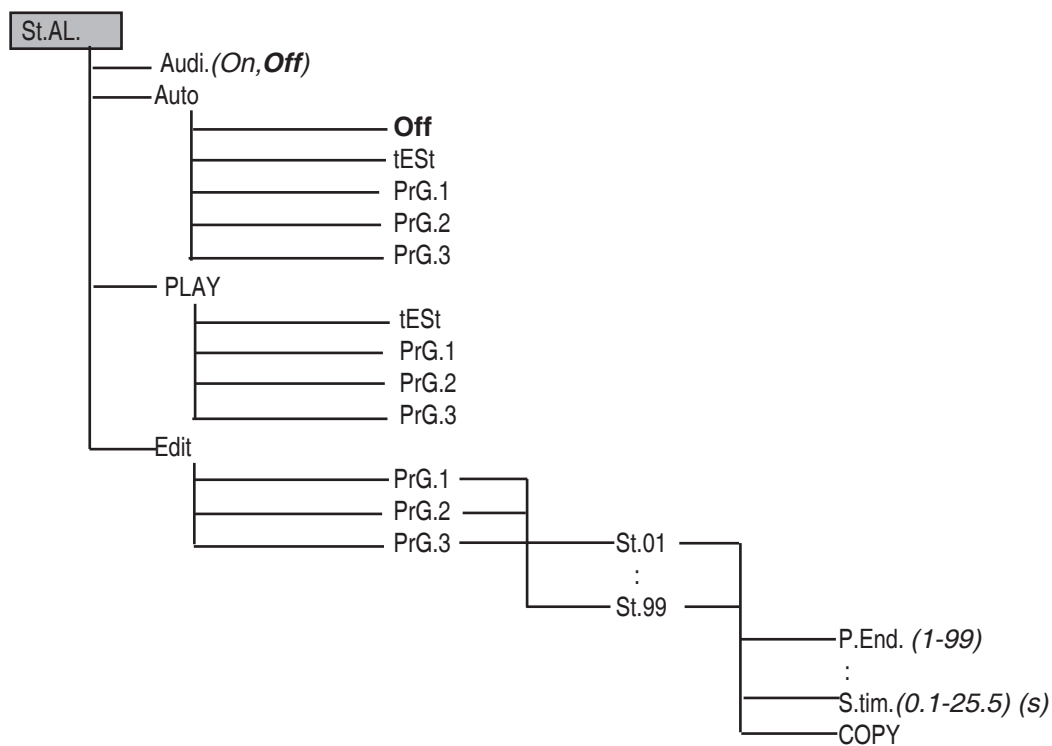 St.AL.
Audi.(On,Off)
Auto
Off
tESt
PrG.1
PrG.2
PrG.3
PLAY
tESt
PrG.1
PrG.2
PrG.3
Edit
PrG.1
PrG.2
PrG.3
St.01
:
St.99
P.End. (1-99)
:
S.tim.(0.1-25.5) (s)
COPY